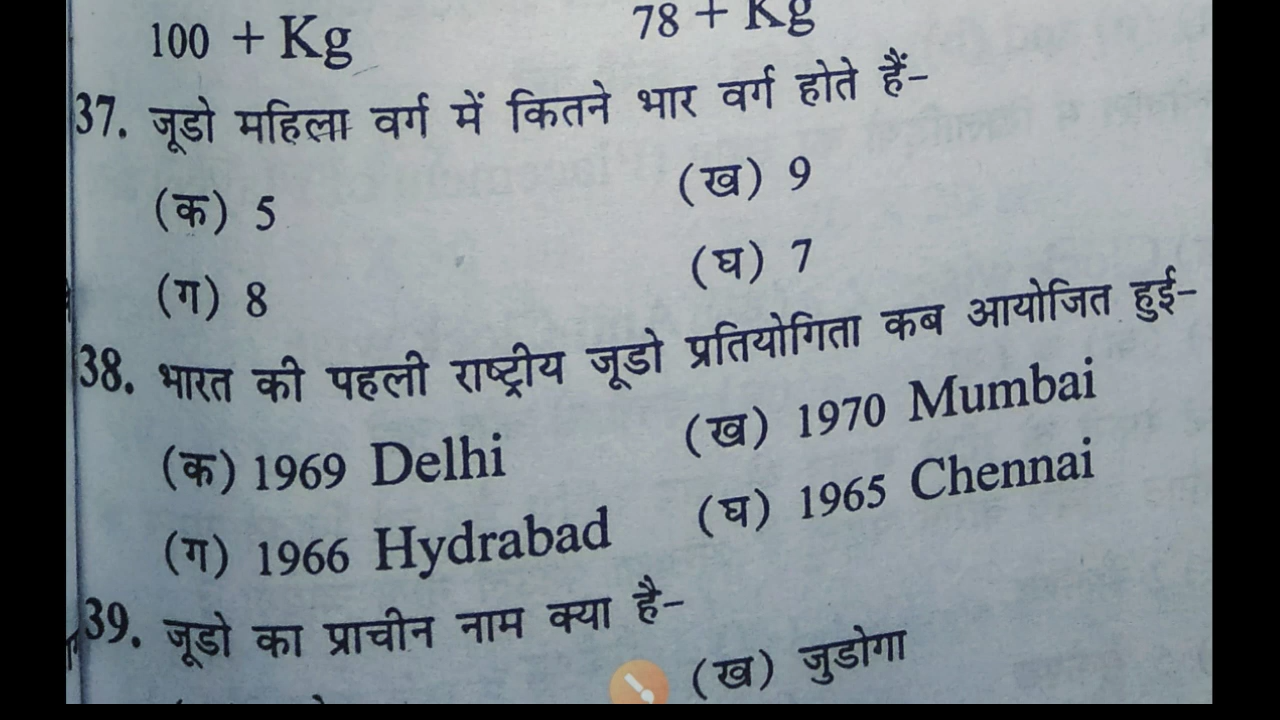 100 + Kg 78 + Kg
37. जूडो महिला वर्ग में कितने भार वर्ग होते हैं-
(क) 5 (ख) 9
(ग) 8 (घ) 7
38. भारत की पहली राष्ट्रीय जूडो प्रतियोगिता कब आयोजित हुई-
(क) 1969 Delhi (ख) 1970 Mumbai
(ग) 1966 Hydrabad (घ) 1965 Chennai
39. जूडो का प्राचीन नाम क्या है-
(ख) जुडोगा